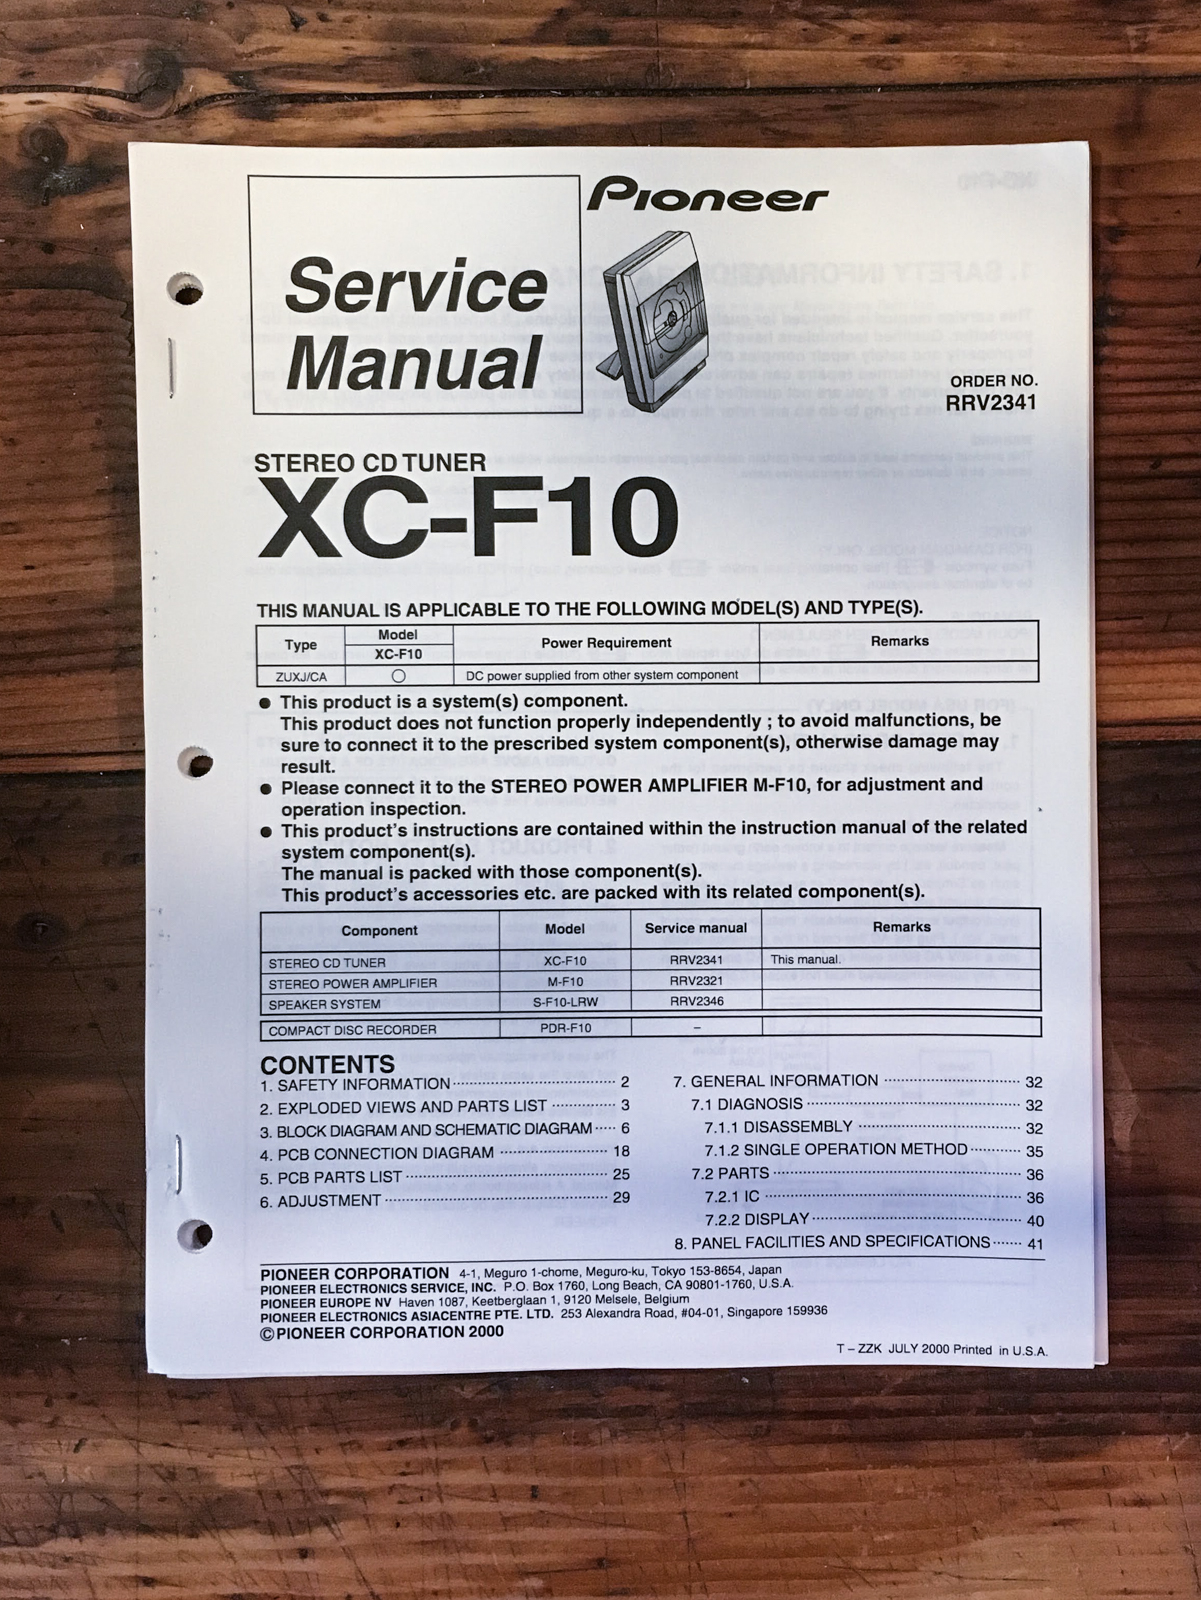 Pioneer
Service
Manual
ORDER NO.
RRV2341
STEREO CD TUNER
XC-F10
THIS MANUAL IS APPLICABLE TO THE FOLLOWING MODEL(S) AND TYPE(S).
Type Model Power Requirement Remarks
XC-F10
ZUXJ/CA ○ DC power supplied from other system component
● This product is a system(s) component.
This product does not function properly independently ; to avoid malfunctions, be
sure to connect it to the prescribed system component(s), otherwise damage may
result.
● Please connect it to the STEREO POWER AMPLIFIER M-F10, for adjustment and
operation inspection.
● This product's instructions are contained within the instruction manual of the related
system component(s).
The manual is packed with those component(s).
This product's accessories etc. are packed with its related component(s).
Component Model Service manual Remarks
STEREO CD TUNER XC-F10 RRV2341 This manual.
STEREO POWER AMPLIFIER M-F10 RRV2321
SPEAKER SYSTEM S-F10-LRW RRV2346
COMPACT DISC RECORDER PDR-F10 –
CONTENTS
1. SAFETY INFORMATION 2
2. EXPLODED VIEWS AND PARTS LIST 3
3. BLOCK DIAGRAM AND SCHEMATIC DIAGRAM 6
4. PCB CONNECTION DIAGRAM 18
5. PCB PARTS LIST 25
6. ADJUSTMENT 29
7. GENERAL INFORMATION 32
7.1 DIAGNOSIS 32
7.1.1 DISASSEMBLY 32
7.1.2 SINGLE OPERATION METHOD 35
7.2 PARTS 36
7.2.1 IC 36
7.2.2 DISPLAY 40
8. PANEL FACILITIES AND SPECIFICATIONS 41
PIONEER CORPORATION 4-1, Meguro 1-chome, Meguro-ku, Tokyo 153-8654, Japan
PIONEER ELECTRONICS SERVICE, INC. P.O. Box 1760, Long Beach, CA 90801-1760, U.S.A.
PIONEER EUROPE NV Haven 1087, Keetberglaan 1, 9120 Melsele, Belgium
PIONEER ELECTRONICS ASIACENTRE PTE. LTD. 253 Alexandra Road, #04-01, Singapore 159936
©PIONEER CORPORATION 2000
T – ZZK JULY 2000 Printed in U.S.A.